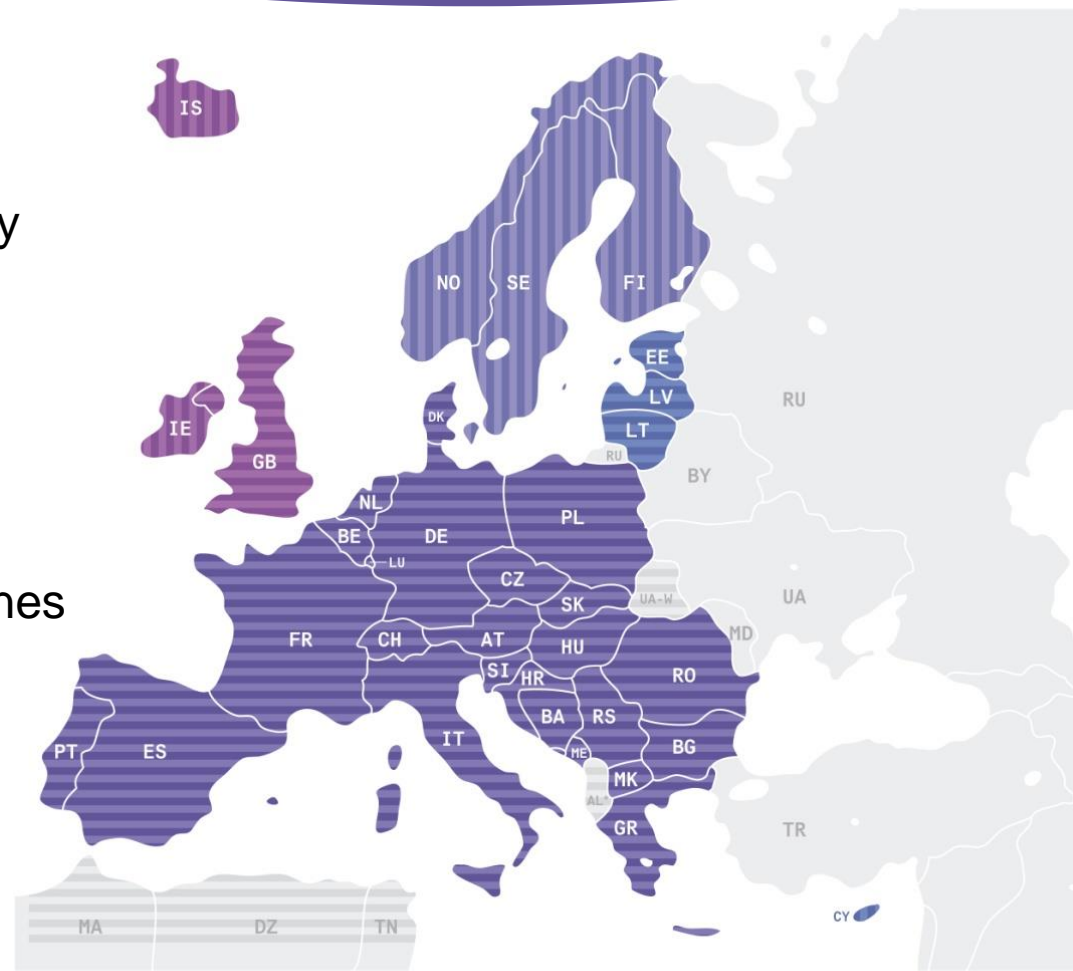 IS
y
NO
SE
FI
EE
LV
LT
RU
RU
DK
IE
GB
BY
NL
BE
DE
PL
LU
CZ
UA-W
UA
SK
MD
FR
CH
AT
HU
SI
HR
RO
BA
RS
PT
ES
IT
ME
BG
MK
AL*
GR
TR
CY
MA
DZ
TN
nes